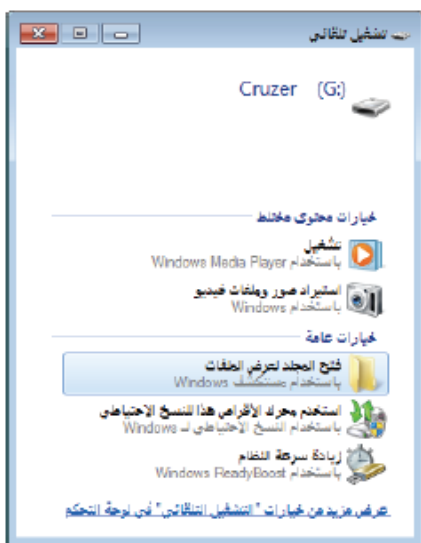 تشغيل تلقائي
Cruzer (G:)
خيارات محتوى مختلط
تشغيل
باستخدام Windows Media Player
استيراد صور وملفات فيديو
باستخدام Windows
خيارات عامة
فتح المجلد لعرض الملفات
باستخدام مستكشف Windows
استخدم محرك الأقراص هذا للنسخ الاحتياطي
باستخدام النسخ الاحتياطي لـ Windows
زيادة سرعة النظام
باستخدام Windows ReadyBoost
عرض مزيد من خيارات "التشغيل التلقائي" في لوحة التحكم